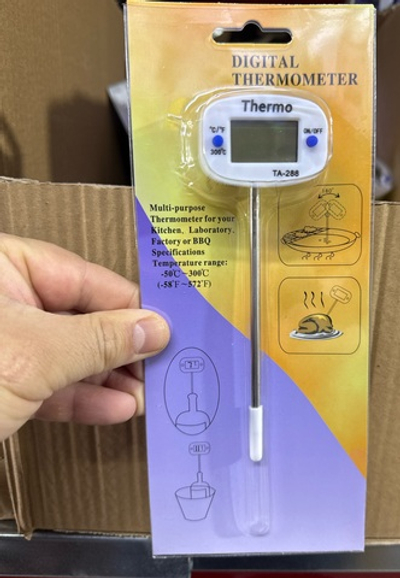 DIGITAL
THERMOMETER
Thermo
°C/°F
ON/OFF
300°C
TA-288
Multi-purpose
Thermometer for your
Kitchen, Laboratory,
Factory or BBQ
Specifications
Temperature range:
-50℃~300℃
(-58℉~572℉)
180°